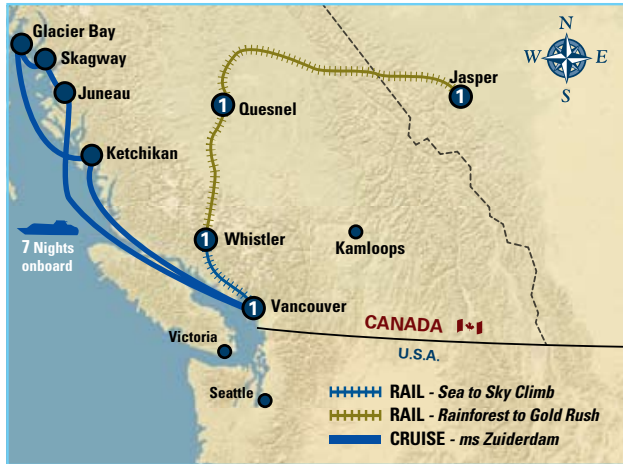 Glacier Bay
Skagway
Juneau
Ketchikan
7 Nights
onboard
1
Quesnel
Jasper
1
N
W E
S
1
Whistler
Kamloops
1
Vancouver
Victoria
Seattle
CANADA
U.S.A.
RAIL - Sea to Sky Climb
RAIL - Rainforest to Gold Rush
CRUISE - ms Zuiderdam